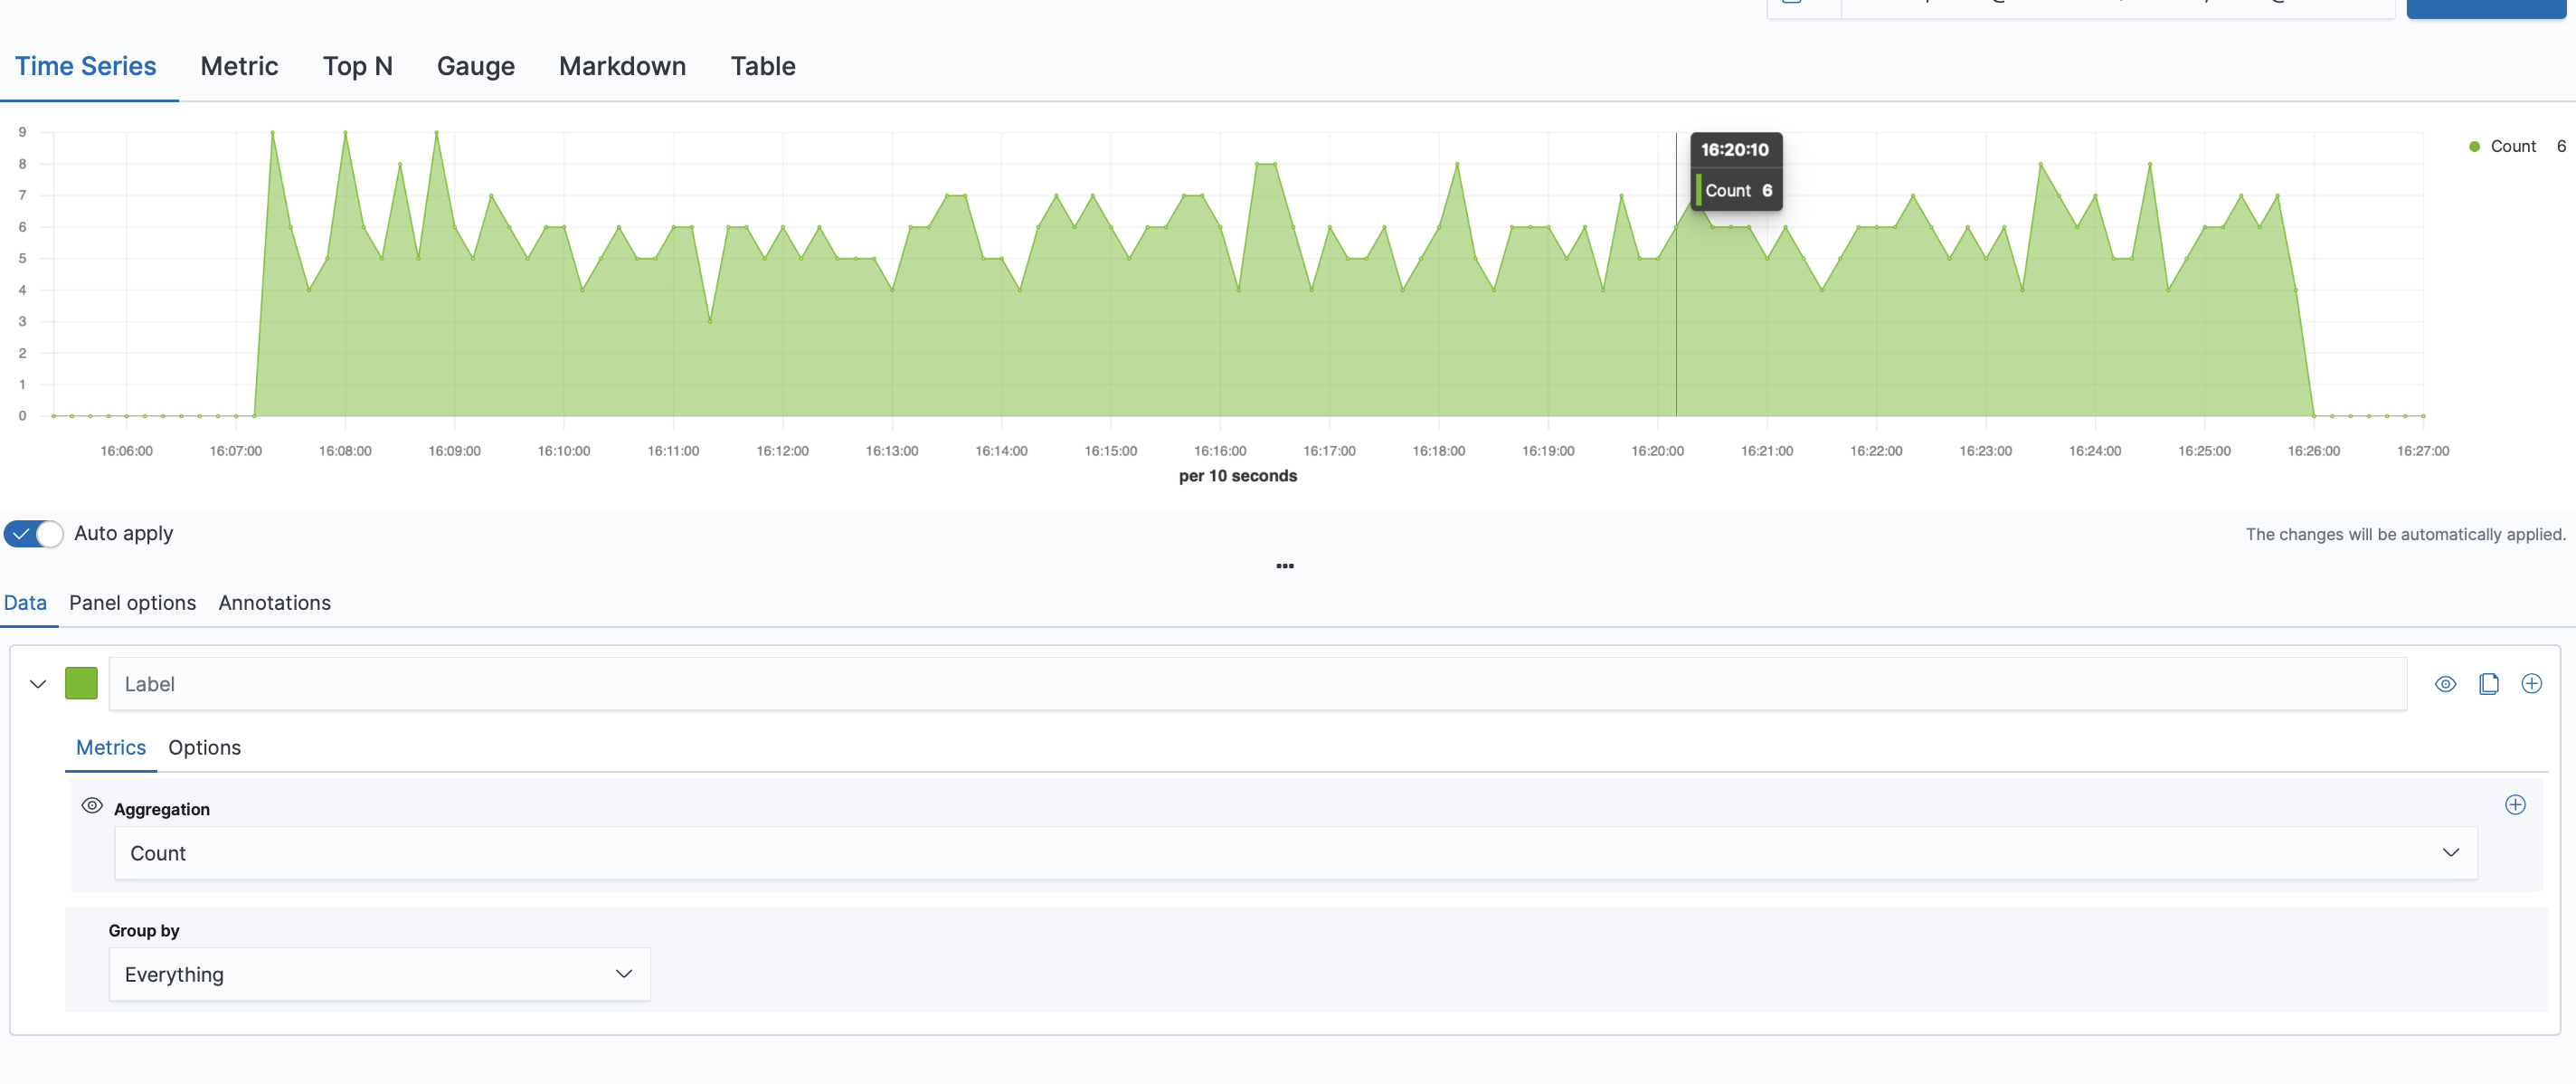 Time Series Metric Top N Gauge Markdown Table
9
8
7
6
5
4
3
2
1
0
16:20:10
Count 6
Count 6
16:06:00 16:07:00 16:08:00 16:09:00 16:10:00 16:11:00 16:12:00 16:13:00 16:14:00 16:15:00 16:16:00 16:17:00 16:18:00 16:19:00 16:20:00 16:21:00 16:22:00 16:23:00 16:24:00 16:25:00 16:26:00 16:27:00
per 10 seconds
Auto apply
The changes will be automatically applied.
Data Panel options Annotations
Label
Metrics Options
Aggregation
Count
Group by
Everything